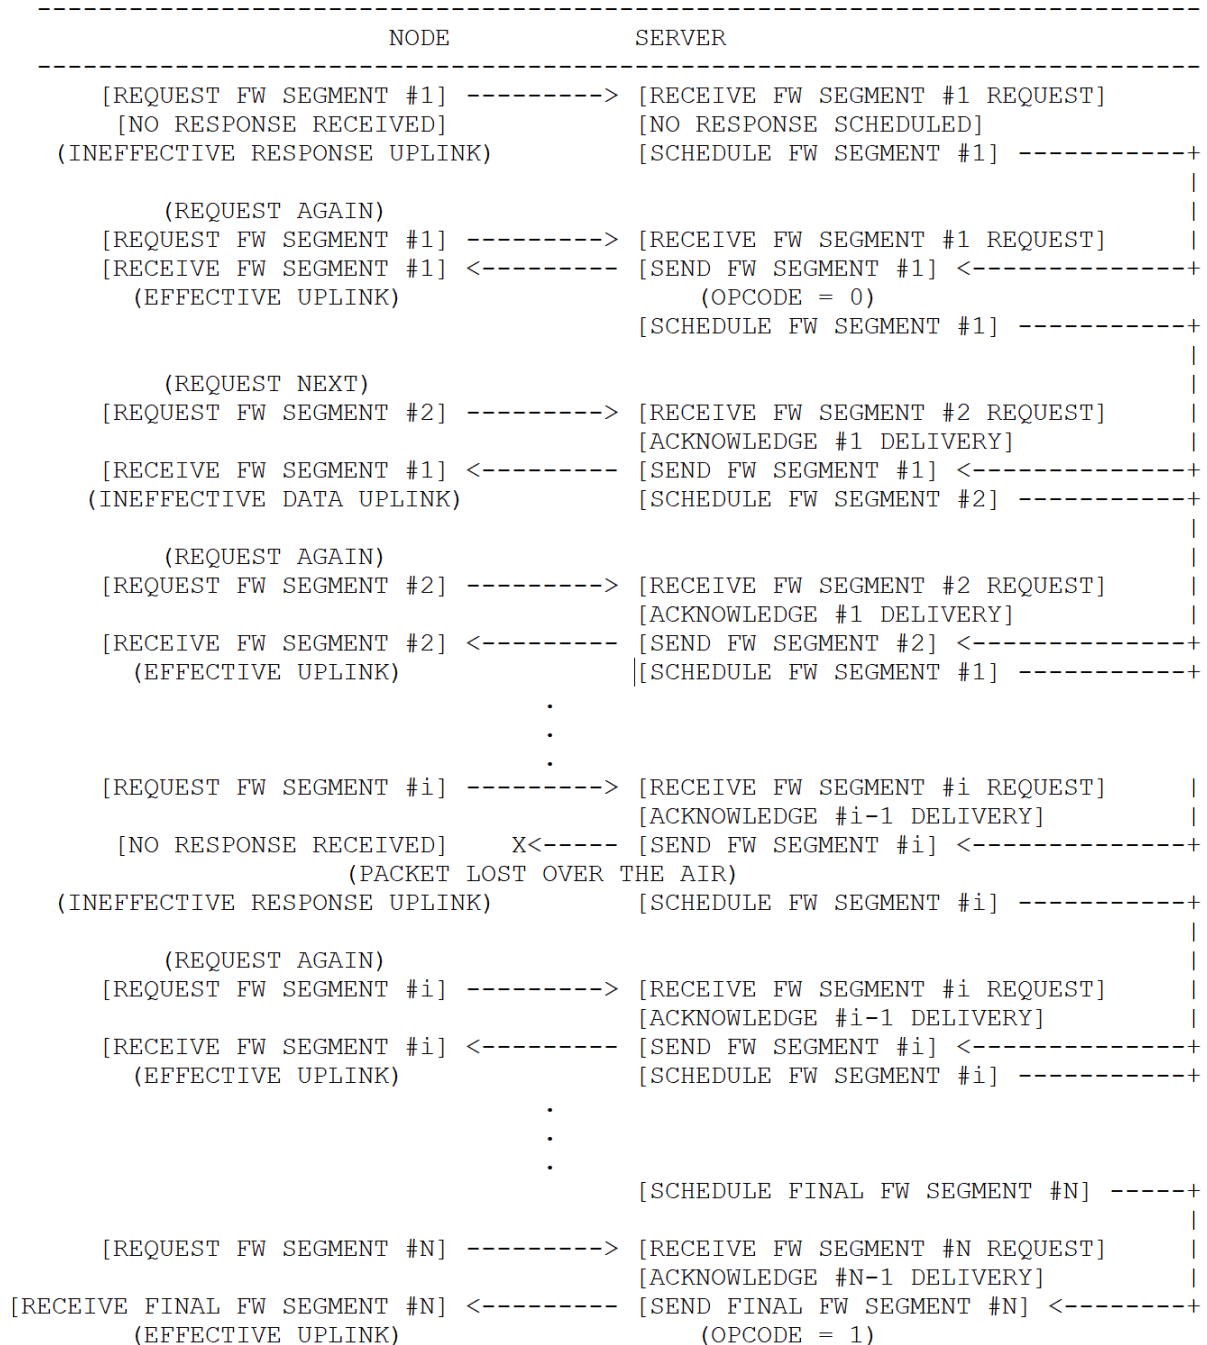 ----------------------------------------------------------------------------
NODE            SERVER
----------------------------------------------------------------------------
[REQUEST FW SEGMENT #1] ---------> [RECEIVE FW SEGMENT #1 REQUEST]
[NO RESPONSE RECEIVED]            [NO RESPONSE SCHEDULED]
(INEFFECTIVE RESPONSE UPLINK)         [SCHEDULE FW SEGMENT #1] -----------+
|
(REQUEST AGAIN)                                                     |
[REQUEST FW SEGMENT #1] ---------> [RECEIVE FW SEGMENT #1 REQUEST]     |
[RECEIVE FW SEGMENT #1] <--------- [SEND FW SEGMENT #1] <--------------+
(EFFECTIVE UPLINK)                   (OPCODE = 0)
[SCHEDULE FW SEGMENT #1] -----------+
|
(REQUEST NEXT)                                                      |
[REQUEST FW SEGMENT #2] ---------> [RECEIVE FW SEGMENT #2 REQUEST]     |
[ACKNOWLEDGE #1 DELIVERY]           |
[RECEIVE FW SEGMENT #1] <--------- [SEND FW SEGMENT #1] <--------------+
(INEFFECTIVE DATA UPLINK)           [SCHEDULE FW SEGMENT #2] -----------+
|
(REQUEST AGAIN)                                                     |
[REQUEST FW SEGMENT #2] ---------> [RECEIVE FW SEGMENT #2 REQUEST]     |
[ACKNOWLEDGE #1 DELIVERY]           |
[RECEIVE FW SEGMENT #2] <--------- [SEND FW SEGMENT #2] <--------------+
(EFFECTIVE UPLINK)               [SCHEDULE FW SEGMENT #1] -----------+
.
.
.
[REQUEST FW SEGMENT #i] ---------> [RECEIVE FW SEGMENT #i REQUEST]     |
[ACKNOWLEDGE #i-1 DELIVERY]         |
[NO RESPONSE RECEIVED]    X<----- [SEND FW SEGMENT #i] <--------------+
(PACKET LOST OVER THE AIR)
(INEFFECTIVE RESPONSE UPLINK)         [SCHEDULE FW SEGMENT #i] -----------+
|
(REQUEST AGAIN)                                                     |
[REQUEST FW SEGMENT #i] ---------> [RECEIVE FW SEGMENT #i REQUEST]     |
[ACKNOWLEDGE #i-1 DELIVERY]         |
[RECEIVE FW SEGMENT #i] <--------- [SEND FW SEGMENT #i] <--------------+
(EFFECTIVE UPLINK)               [SCHEDULE FW SEGMENT #i] -----------+
.
.
.
[SCHEDULE FINAL FW SEGMENT #N] -----+
|
[REQUEST FW SEGMENT #N] ---------> [RECEIVE FW SEGMENT #N REQUEST]     |
[ACKNOWLEDGE #N-1 DELIVERY]         |
[RECEIVE FINAL FW SEGMENT #N] <--------- [SEND FINAL FW SEGMENT #N] <--------+
(EFFECTIVE UPLINK)                   (OPCODE = 1)